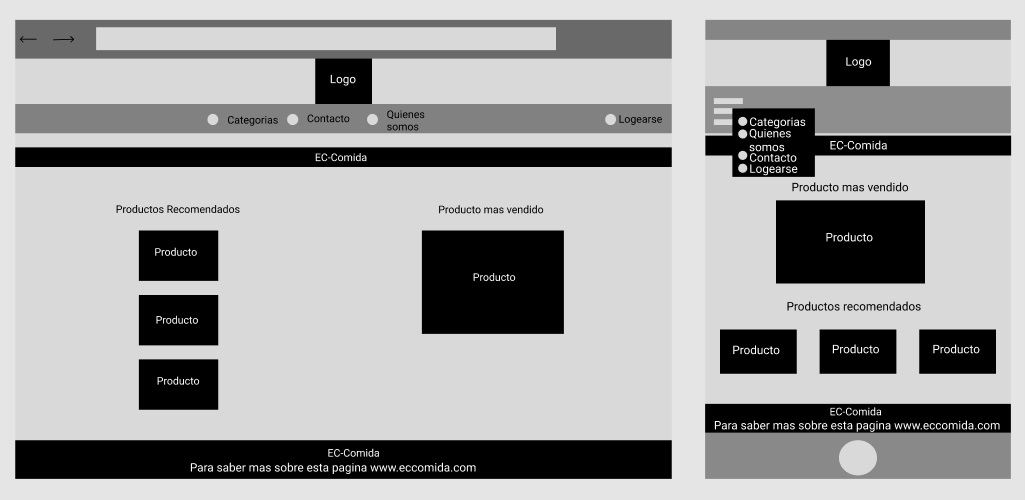 Logo
Categorias
Contacto
Quienes
somos
Logearse
EC-Comida
Productos Recomendados
Producto
Producto
Producto
Producto mas vendido
Producto
EC-Comida
Para saber mas sobre esta pagina www.eccomida.com
Logo
Categorias
Quienes
somos
Contacto
Logearse
EC-Comida
Producto mas vendido
Producto
Productos recomendados
Producto
Producto
Producto
EC-Comida
Para saber mas sobre esta pagina www.eccomida.com